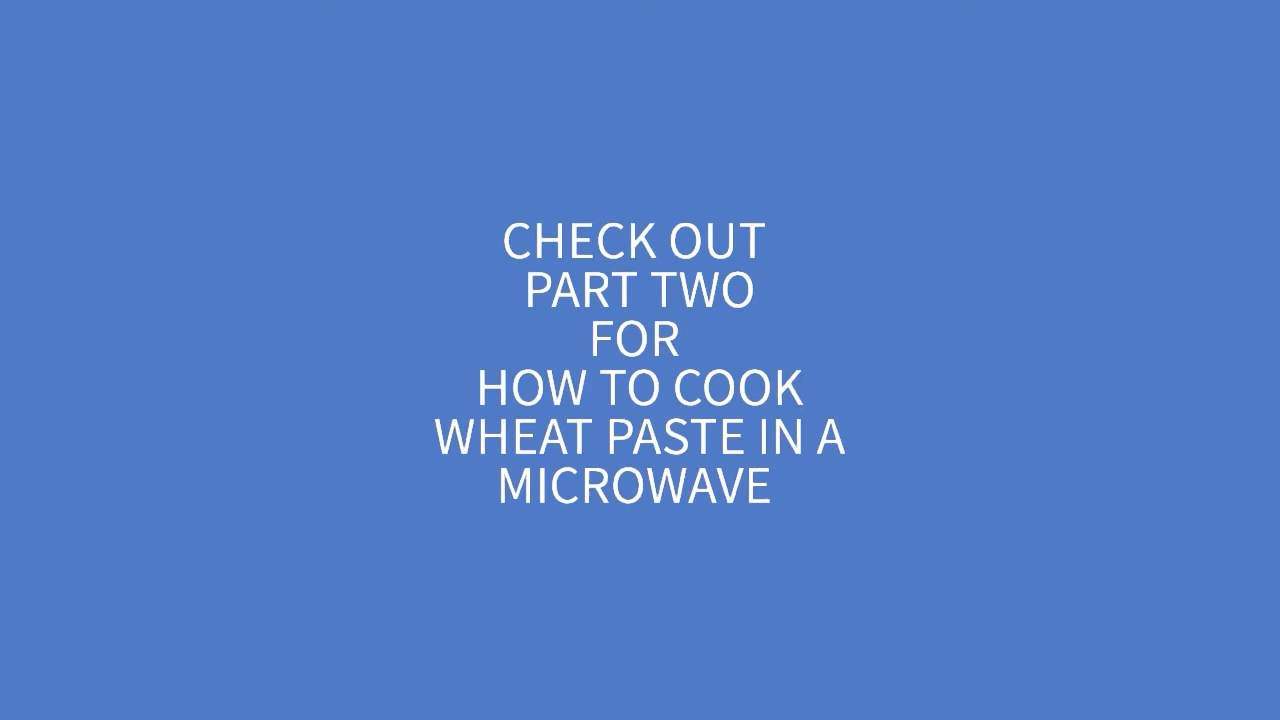 CHECK OUT
PART TWO
FOR
HOW TO COOK
WHEAT PASTE IN A
MICROWAVE